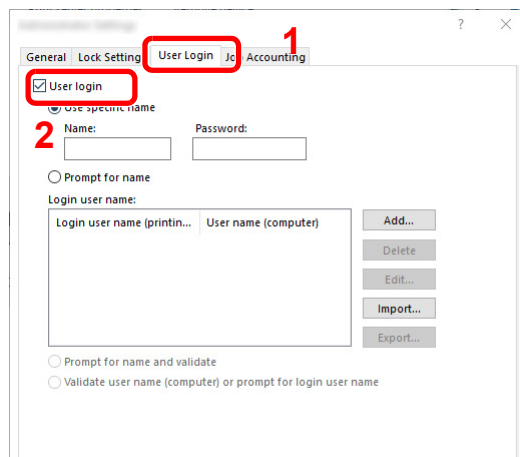 ? ×
1
General Lock Setting User Login Job Accounting
User login
Use specific name
2
Name: Password:
Prompt for name
Login user name:
Login user name (printin... User name (computer)
Add...
Delete
Edit...
Import...
Export...
Prompt for name and validate
Validate user name (computer) or prompt for login user name